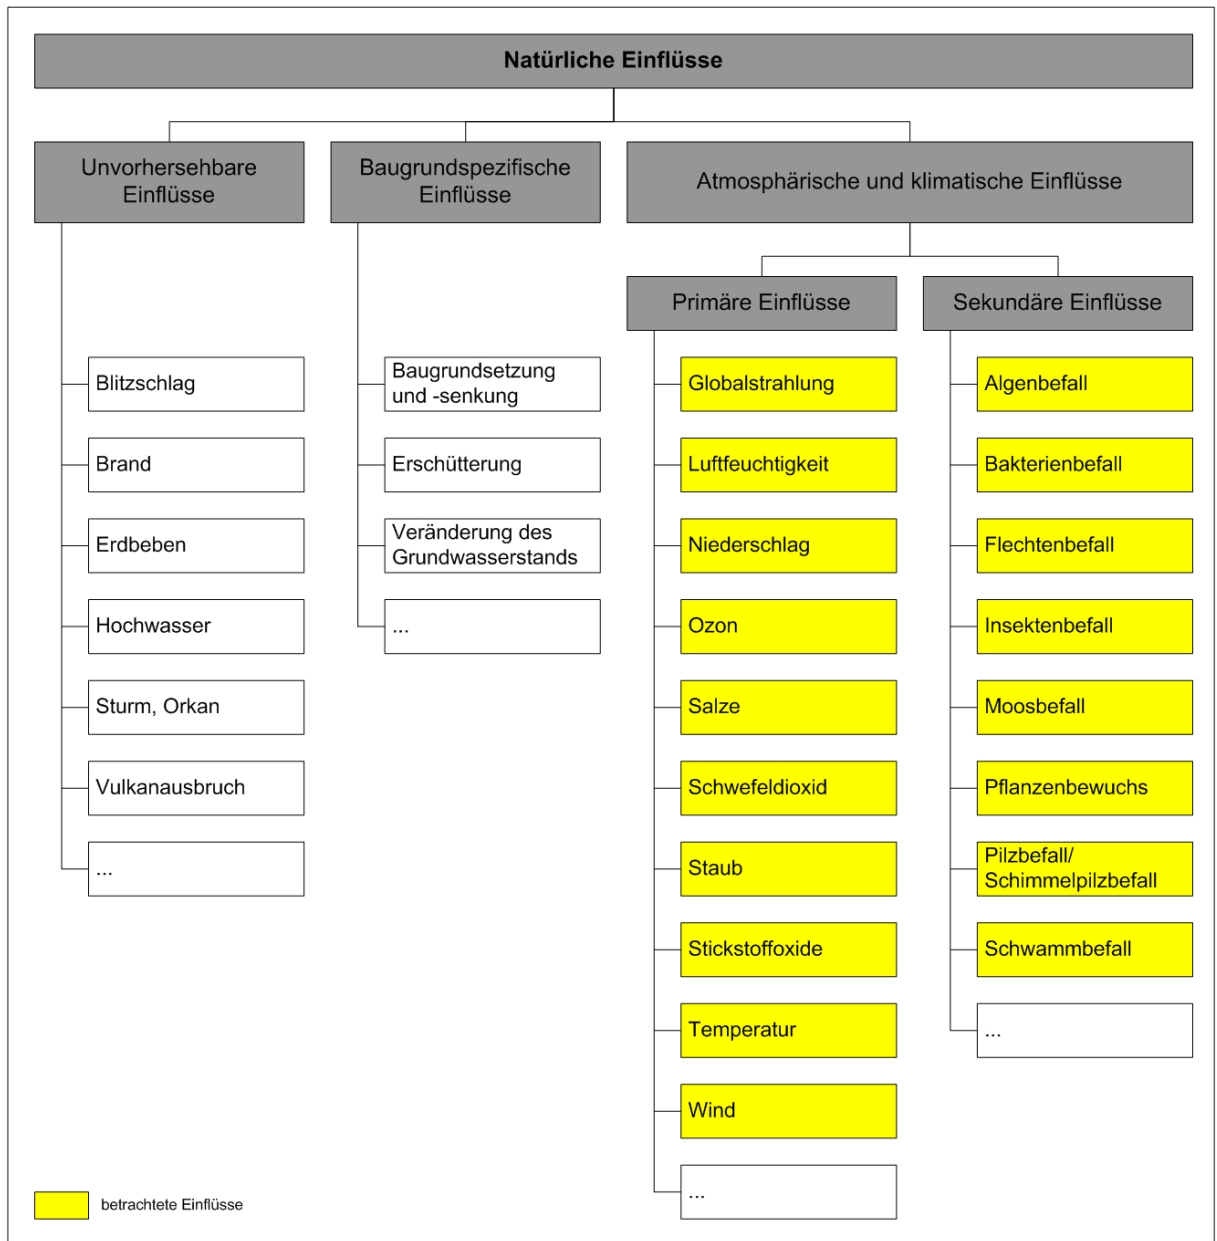 Natürliche Einflüsse
Unvorhersehbare
Einflüsse
Baugrundspezifische
Einflüsse
Atmosphärische und klimatische Einflüsse
Primäre Einflüsse
Sekundäre Einflüsse
Blitzschlag
Brand
Erdbeben
Hochwasser
Sturm, Orkan
Vulkanausbruch
...
Baugrundsetzung
und -senkung
Erschütterung
Veränderung des
Grundwasserstands
...
Globalstrahlung
Luftfeuchtigkeit
Niederschlag
Ozon
Salze
Schwefeldioxid
Staub
Stickstoffoxide
Temperatur
Wind
...
Algenbefall
Bakterienbefall
Flechtenbefall
Insektenbefall
Moosbefall
Pflanzenbewuchs
Pilzbefall/
Schimmelpilzbefall
Schwammbefall
...
betrachtete Einflüsse